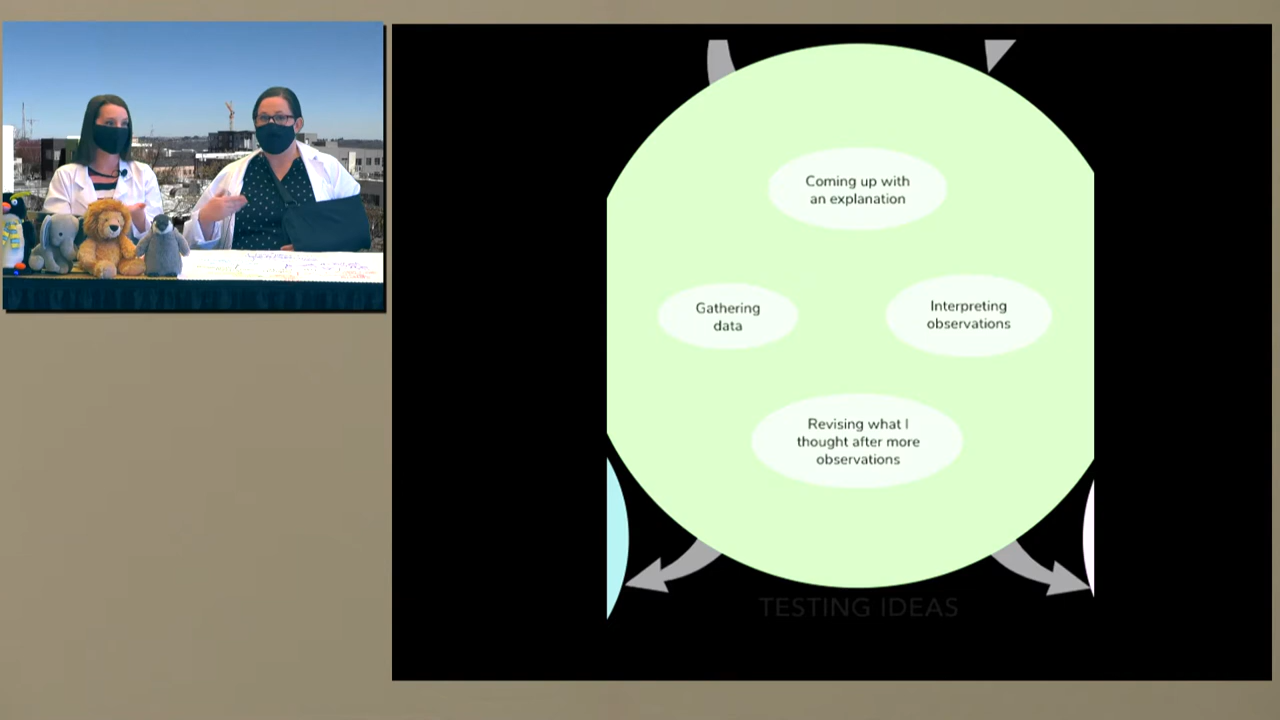 Coming up with
an explanation
Gathering
data
Interpreting
observations
Revising what I
thought after more
observations
TESTING IDEAS